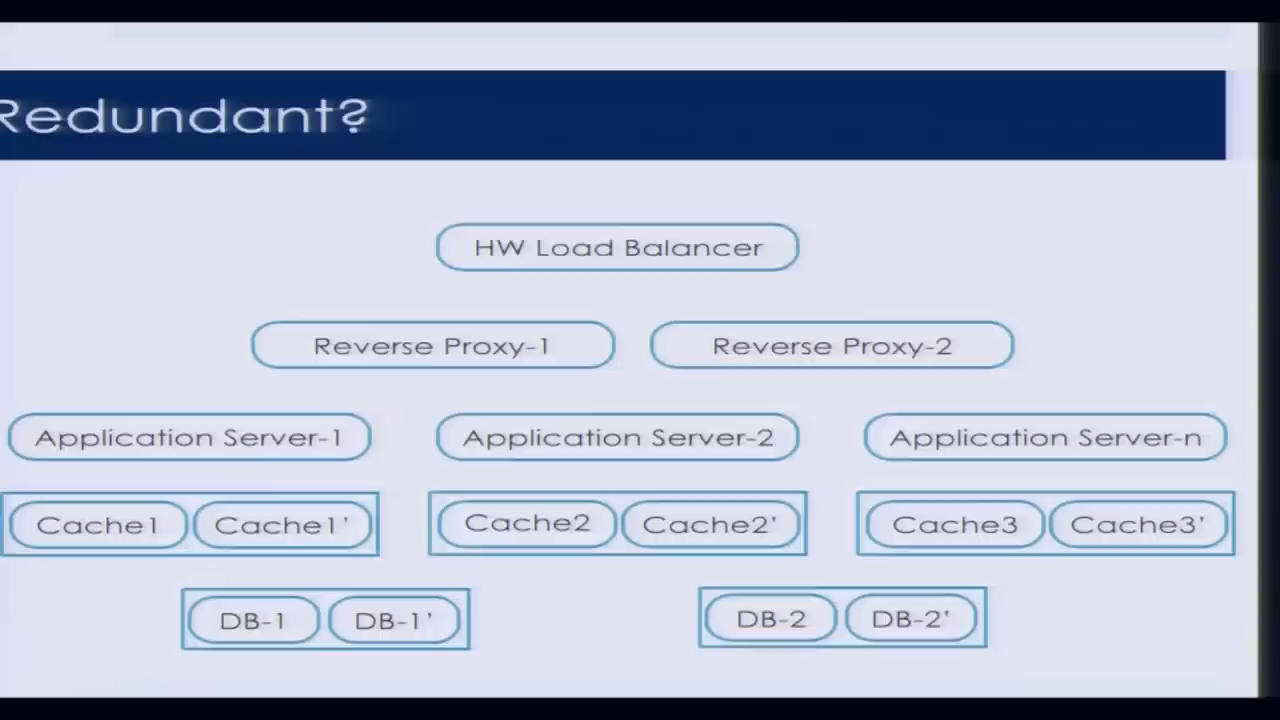 Redundant?
HW Load Balancer
Reverse Proxy-1 Reverse Proxy-2
Application Server-1 Application Server-2 Application Server-n
Cache1 Cache1' Cache2 Cache2' Cache3 Cache3'
DB-1 DB-1' DB-2 DB-2'